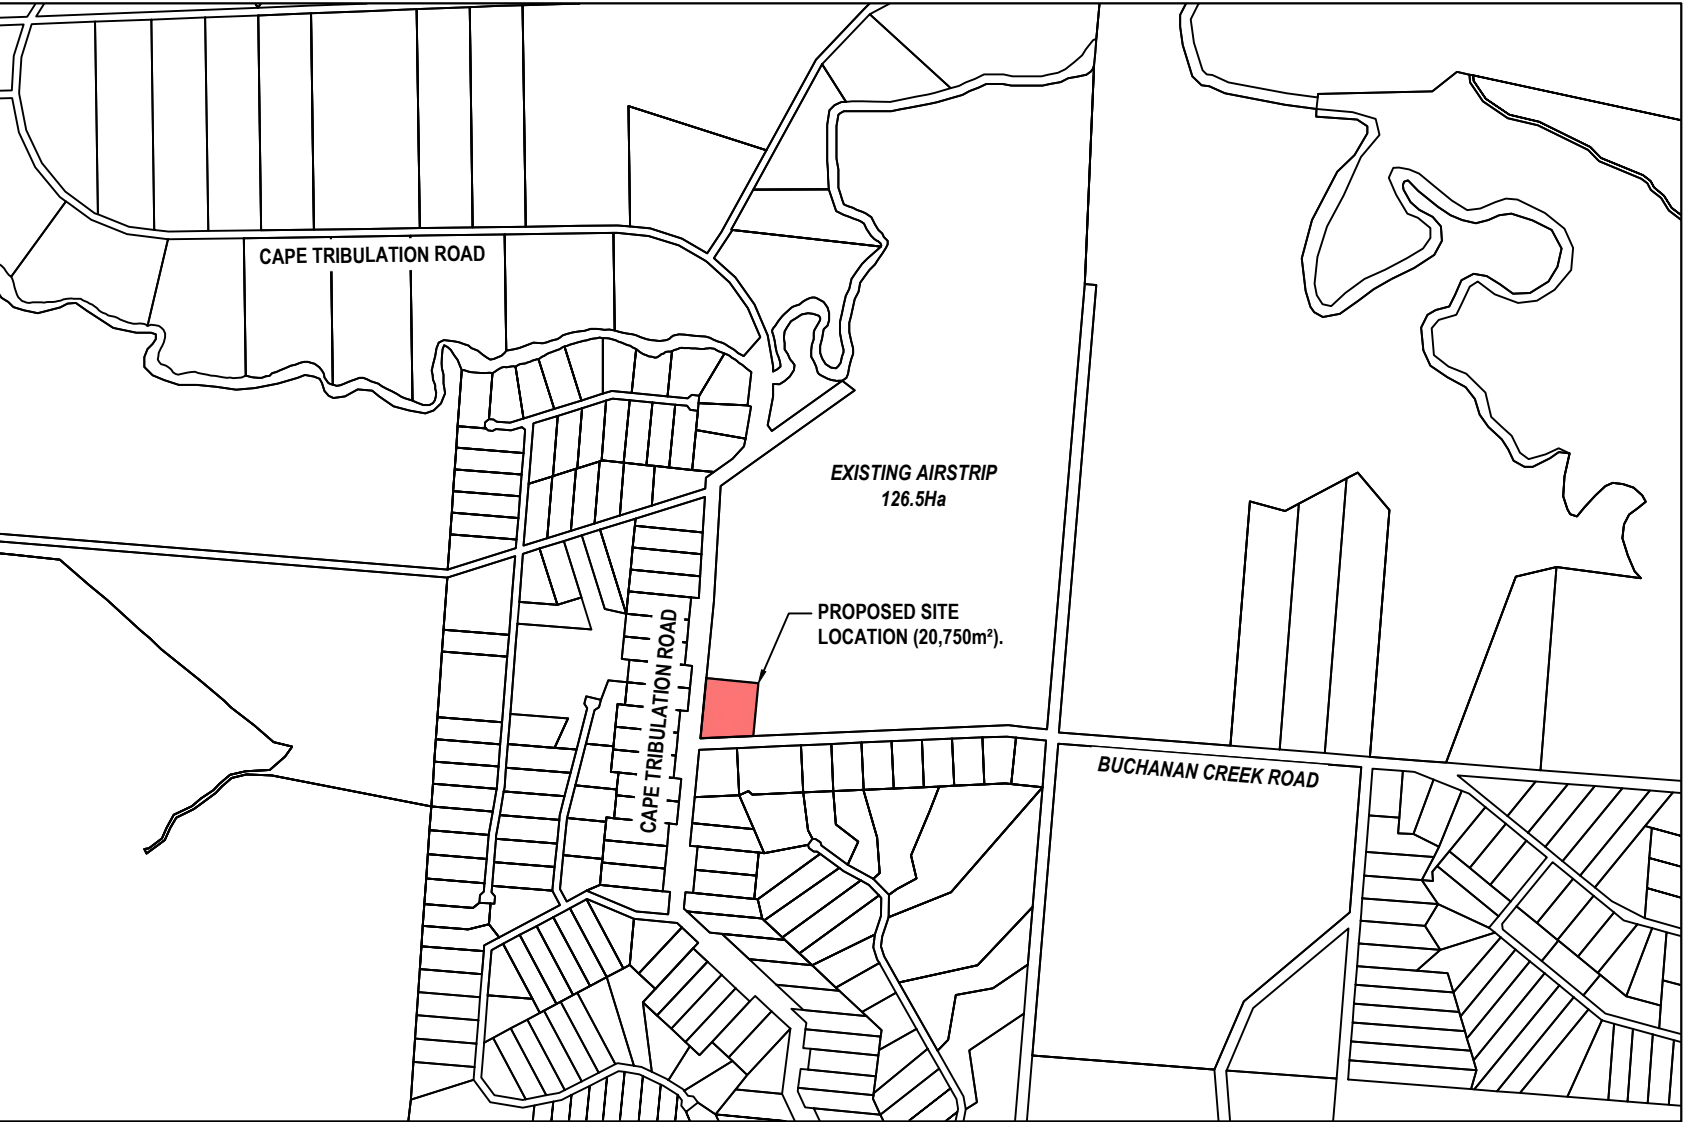 CAPE TRIBULATION ROAD
EXISTING AIRSTRIP
126.5Ha
PROPOSED SITE
LOCATION (20,750m²).
CAPE TRIBULATION ROAD
BUCHANAN CREEK ROAD